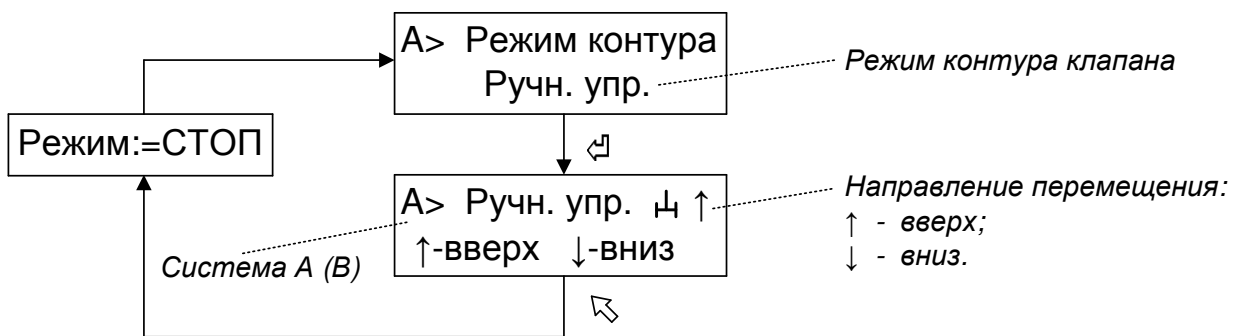 А> Режим контура
Ручн. упр.
Режим контура клапана
Режим:=СТОП
А> Ручн. упр. ↑
↑-вверх ↓-вниз
Направление перемещения:
↑ - вверх;
↓ - вниз.
Система А (В)